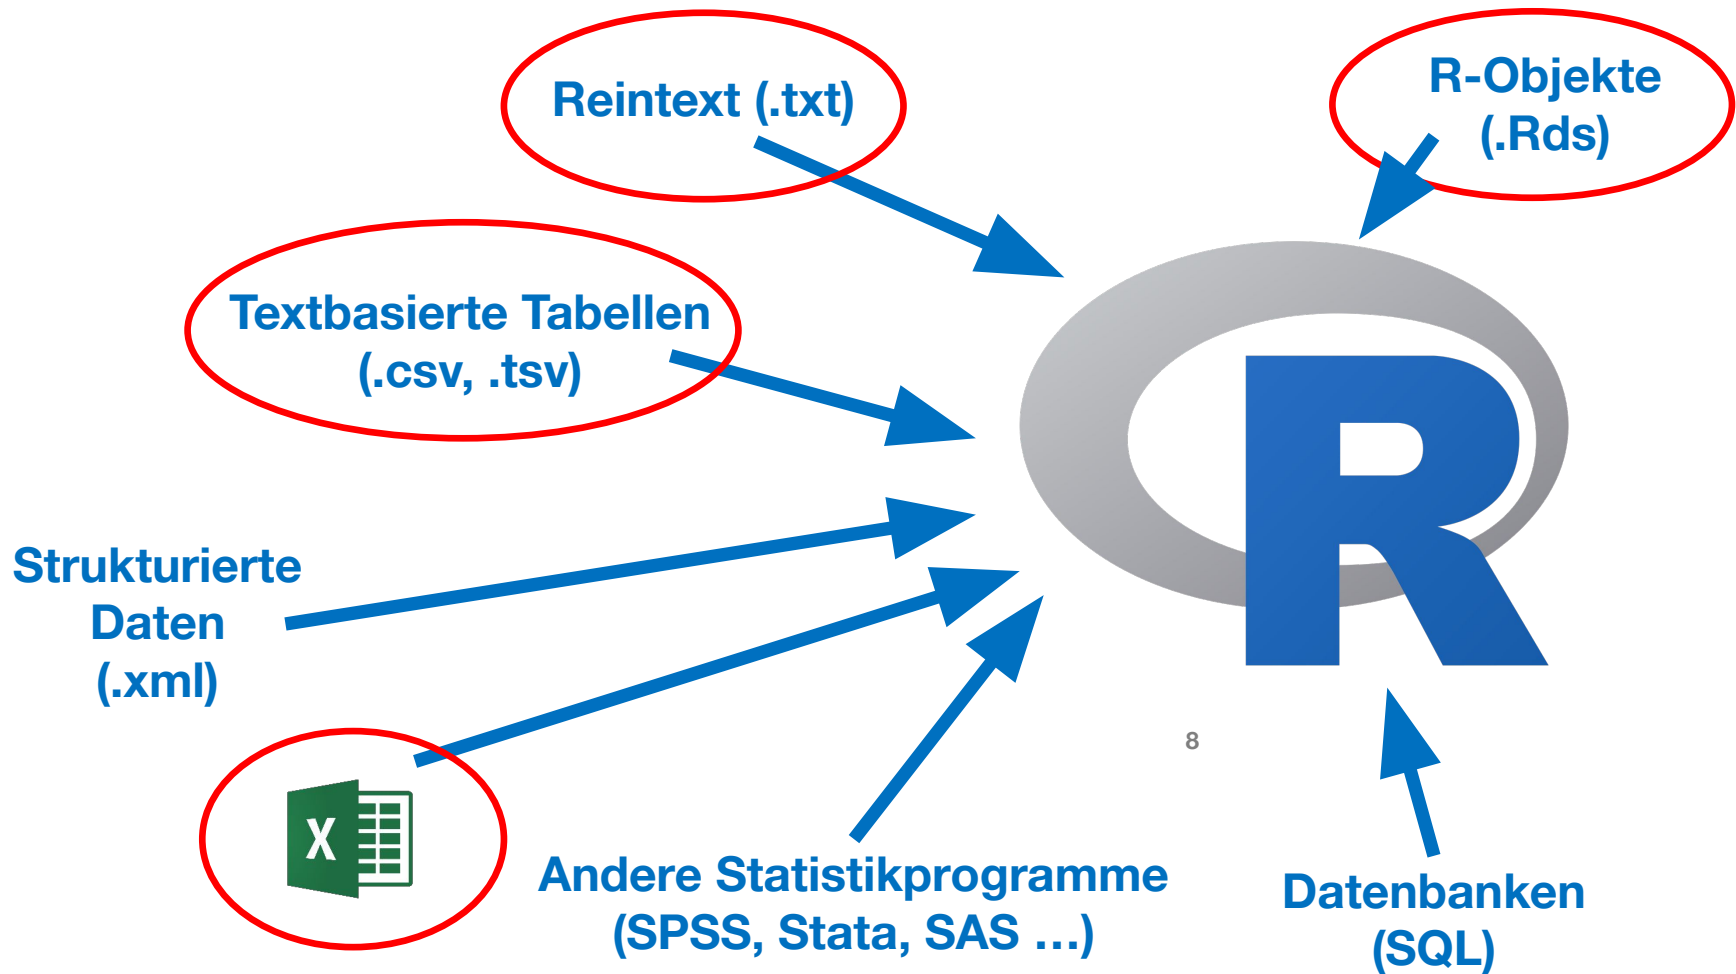 Reintext (.txt)
R-Objekte
(.Rds)
Textbasierte Tabellen
(.csv, .tsv)
R
Strukturierte
Daten
(.xml)
8
X
Andere Statistikprogramme
(SPSS, Stata, SAS …)
Datenbanken
(SQL)